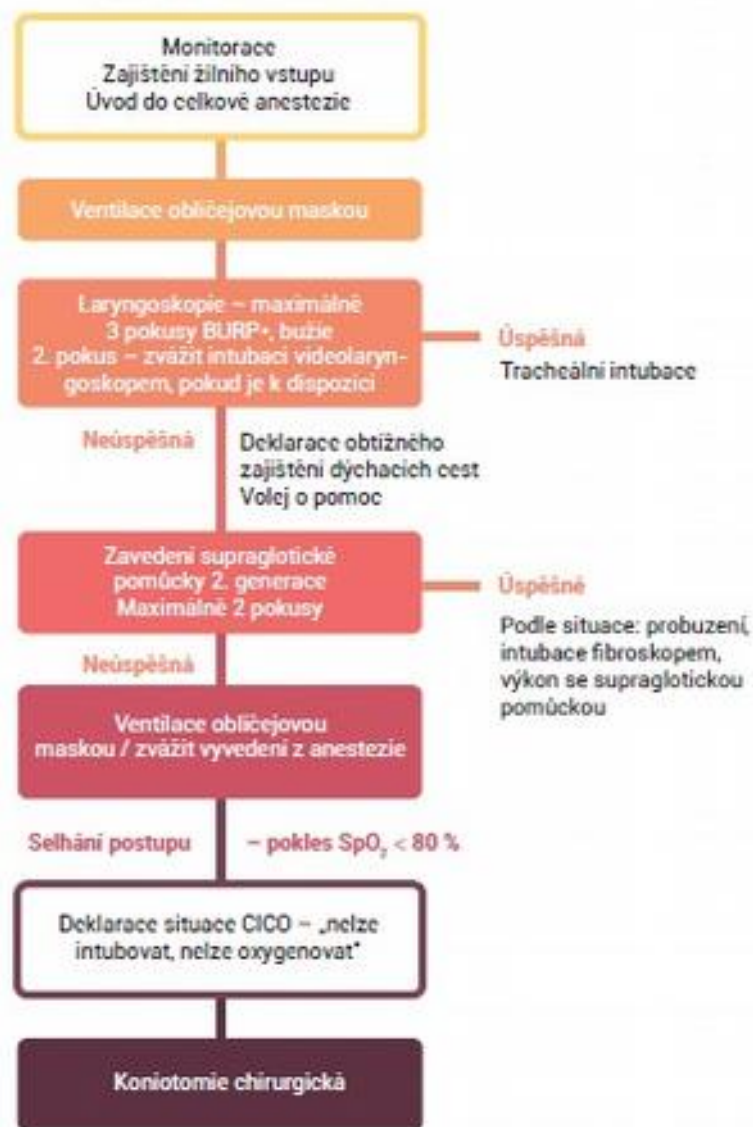 Monitorace
Zajištění žilního vstupu
Úvod do celkové anestezie
Ventilace obličejovou maskou
Laryngoskopie – maximálně
3 pokusy BURP*, bužie
2. pokus – zvážit intubaci videolaryn-
goskopem, pokud je k dispozici
Úspěšná
Tracheální intubace
Neúspěšná
Deklarace obtížného
zajištění dýchacích cest
Volej o pomoc
Zavedení supraglotické
pomůcky 2. generace
Maximálně 2 pokusy
Úspěšné
Podle situace: probuzení,
intubace fibroskopem,
výkon se supraglotickou
pomůckou
Neúspěšná
Ventilace obličejovou
maskou / zvážit vyvedení z anestezie
Selhání postupu – pokles SpO₂ < 80 %
Deklarace situace CICO – „nelze
intubovat, nelze oxygenovat“
Koniotomie chirurgická